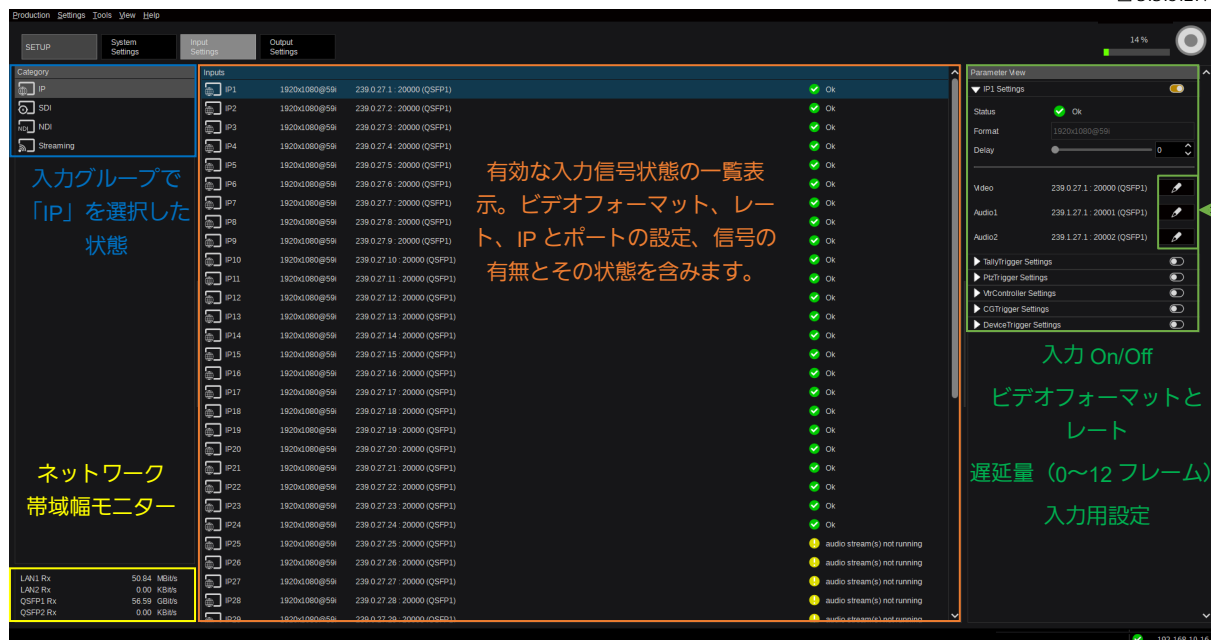 Production Settings Tools View Help
SETUP
System Settings
Input Settings
Output Settings
14 %
Category
IP
SDI
NDI
Streaming
入力グループで
「IP」を選択した
状態
ネットワーク
帯域幅モニター
LAN1 Rx 50.84 MBit/s
LAN2 Rx 0.00 KBit/s
QSFP1 Rx 56.59 GBit/s
QSFP2 Rx 0.00 KBit/s
Inputs
IP1 1920x1080@59i 239.0.27.1 : 20000 (QSFP1) Ok
IP2 1920x1080@59i 239.0.27.2 : 20000 (QSFP1) Ok
IP3 1920x1080@59i 239.0.27.3 : 20000 (QSFP1) Ok
IP4 1920x1080@59i 239.0.27.4 : 20000 (QSFP1) Ok
IP5 1920x1080@59i 239.0.27.5 : 20000 (QSFP1) Ok
IP6 1920x1080@59i 239.0.27.6 : 20000 (QSFP1) Ok
IP7 1920x1080@59i 239.0.27.7 : 20000 (QSFP1) Ok
IP8 1920x1080@59i 239.0.27.8 : 20000 (QSFP1) Ok
IP9 1920x1080@59i 239.0.27.9 : 20000 (QSFP1) Ok
IP10 1920x1080@59i 239.0.27.10 : 20000 (QSFP1) Ok
IP11 1920x1080@59i 239.0.27.11 : 20000 (QSFP1) Ok
IP12 1920x1080@59i 239.0.27.12 : 20000 (QSFP1) Ok
IP13 1920x1080@59i 239.0.27.13 : 20000 (QSFP1) Ok
IP14 1920x1080@59i 239.0.27.14 : 20000 (QSFP1) Ok
IP15 1920x1080@59i 239.0.27.15 : 20000 (QSFP1) Ok
IP16 1920x1080@59i 239.0.27.16 : 20000 (QSFP1) Ok
IP17 1920x1080@59i 239.0.27.17 : 20000 (QSFP1) Ok
IP18 1920x1080@59i 239.0.27.18 : 20000 (QSFP1) Ok
IP19 1920x1080@59i 239.0.27.19 : 20000 (QSFP1) Ok
IP20 1920x1080@59i 239.0.27.20 : 20000 (QSFP1) Ok
IP21 1920x1080@59i 239.0.27.21 : 20000 (QSFP1) Ok
IP22 1920x1080@59i 239.0.27.22 : 20000 (QSFP1) Ok
IP23 1920x1080@59i 239.0.27.23 : 20000 (QSFP1) Ok
IP24 1920x1080@59i 239.0.27.24 : 20000 (QSFP1) Ok
IP25 1920x1080@59i 239.0.27.25 : 20000 (QSFP1) audio stream(s) not running
IP26 1920x1080@59i 239.0.27.26 : 20000 (QSFP1) audio stream(s) not running
IP27 1920x1080@59i 239.0.27.27 : 20000 (QSFP1) audio stream(s) not running
IP28 1920x1080@59i 239.0.27.28 : 20000 (QSFP1) audio stream(s) not running
IP29 1920x1080@59i 239.0.27.29 : 20000 (QSFP1) audio stream(s) not running
有効な入力信号状態の一覧表
示。ビデオフォーマット、レー
ト、IP とポートの設定、信号の
有無とその状態を含みます。
Parameter View
IP1 Settings
Status Ok
Format 1920x1080@59i
Delay 0
Video 239.0.27.1 : 20000 (QSFP1)
Audio1 239.1.27.1 : 20001 (QSFP1)
Audio2 239.1.27.1 : 20002 (QSFP1)
TallyTrigger Settings
PtzTrigger Settings
VtrController Settings
CGTrigger Settings
DeviceTrigger Settings
入力 On/Off
ビデオフォーマットと
レート
遅延量（0～12 フレーム）
入力用設定